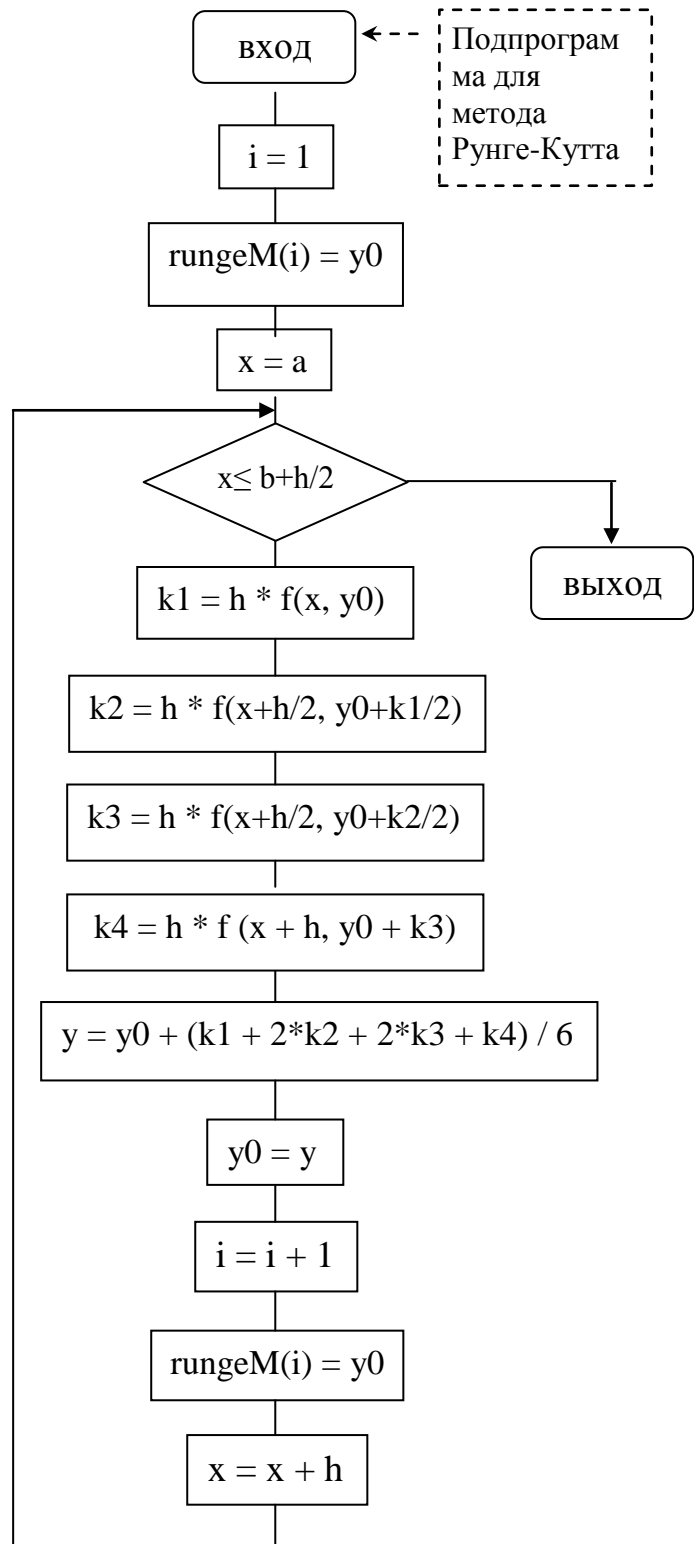 вход
Подпрограм
ма для
метода
Рунге-Кутта
i = 1
rungeM(i) = y0
x = a
x≤ b+h/2
выход
k1 = h * f(x, y0)
k2 = h * f(x+h/2, y0+k1/2)
k3 = h * f(x+h/2, y0+k2/2)
k4 = h * f (x + h, y0 + k3)
y = y0 + (k1 + 2*k2 + 2*k3 + k4) / 6
y0 = y
i = i + 1
rungeM(i) = y0
x = x + h